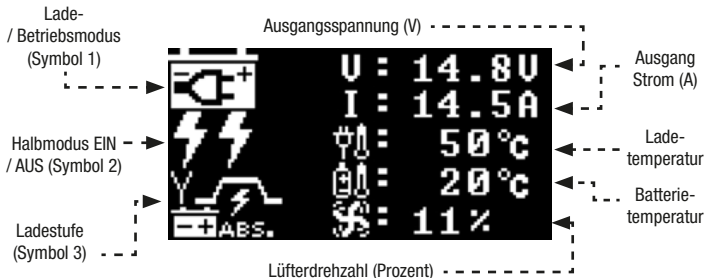 Lade-
/ Betriebsmodus
(Symbol 1)
Halbmodus EIN
/ AUS (Symbol 2)
Ladestufe
(Symbol 3)
Ausgangsspannung (V)
V: 14.8V
I: 14.5A
: 50°C
: 20°C
: 11%
ABS.
Ausgang
Strom (A)
Lade-
temperatur
Batterie-
temperatur
Lüfterdrehzahl (Prozent)